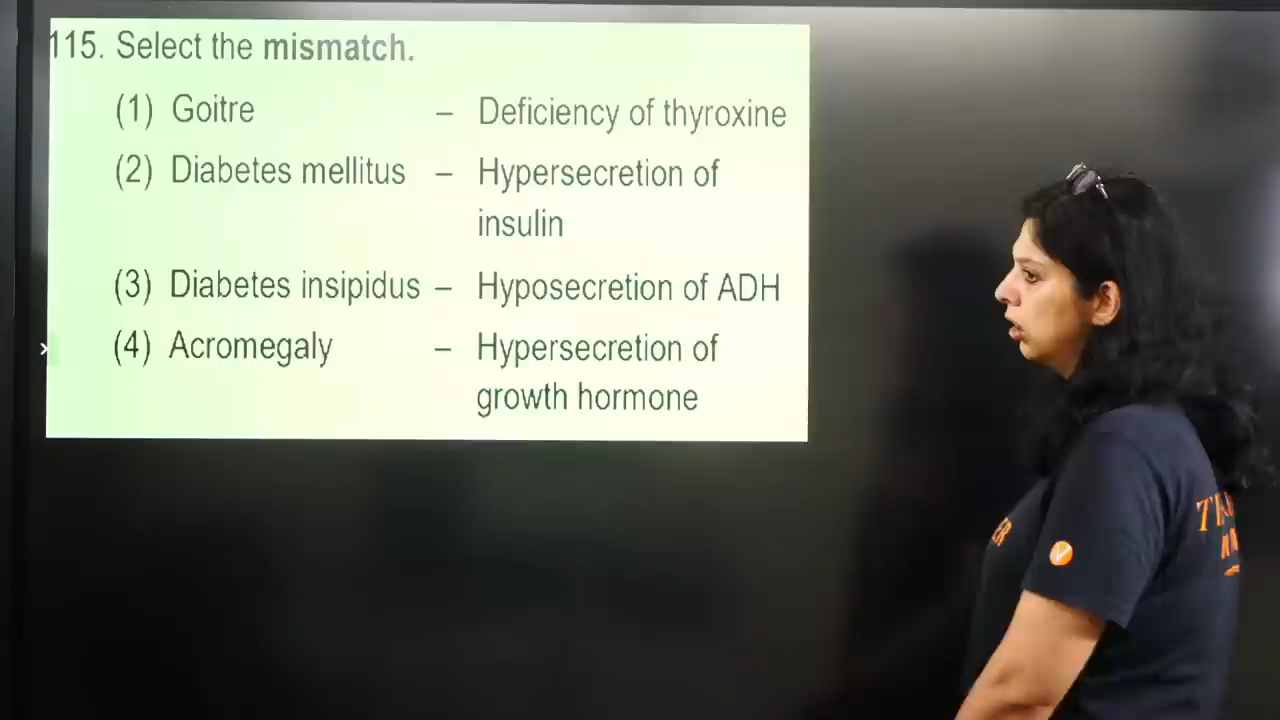 115. Select the mismatch.
(1) Goitre – Deficiency of thyroxine
(2) Diabetes mellitus – Hypersecretion of
insulin
(3) Diabetes insipidus – Hyposecretion of ADH
(4) Acromegaly – Hypersecretion of
growth hormone